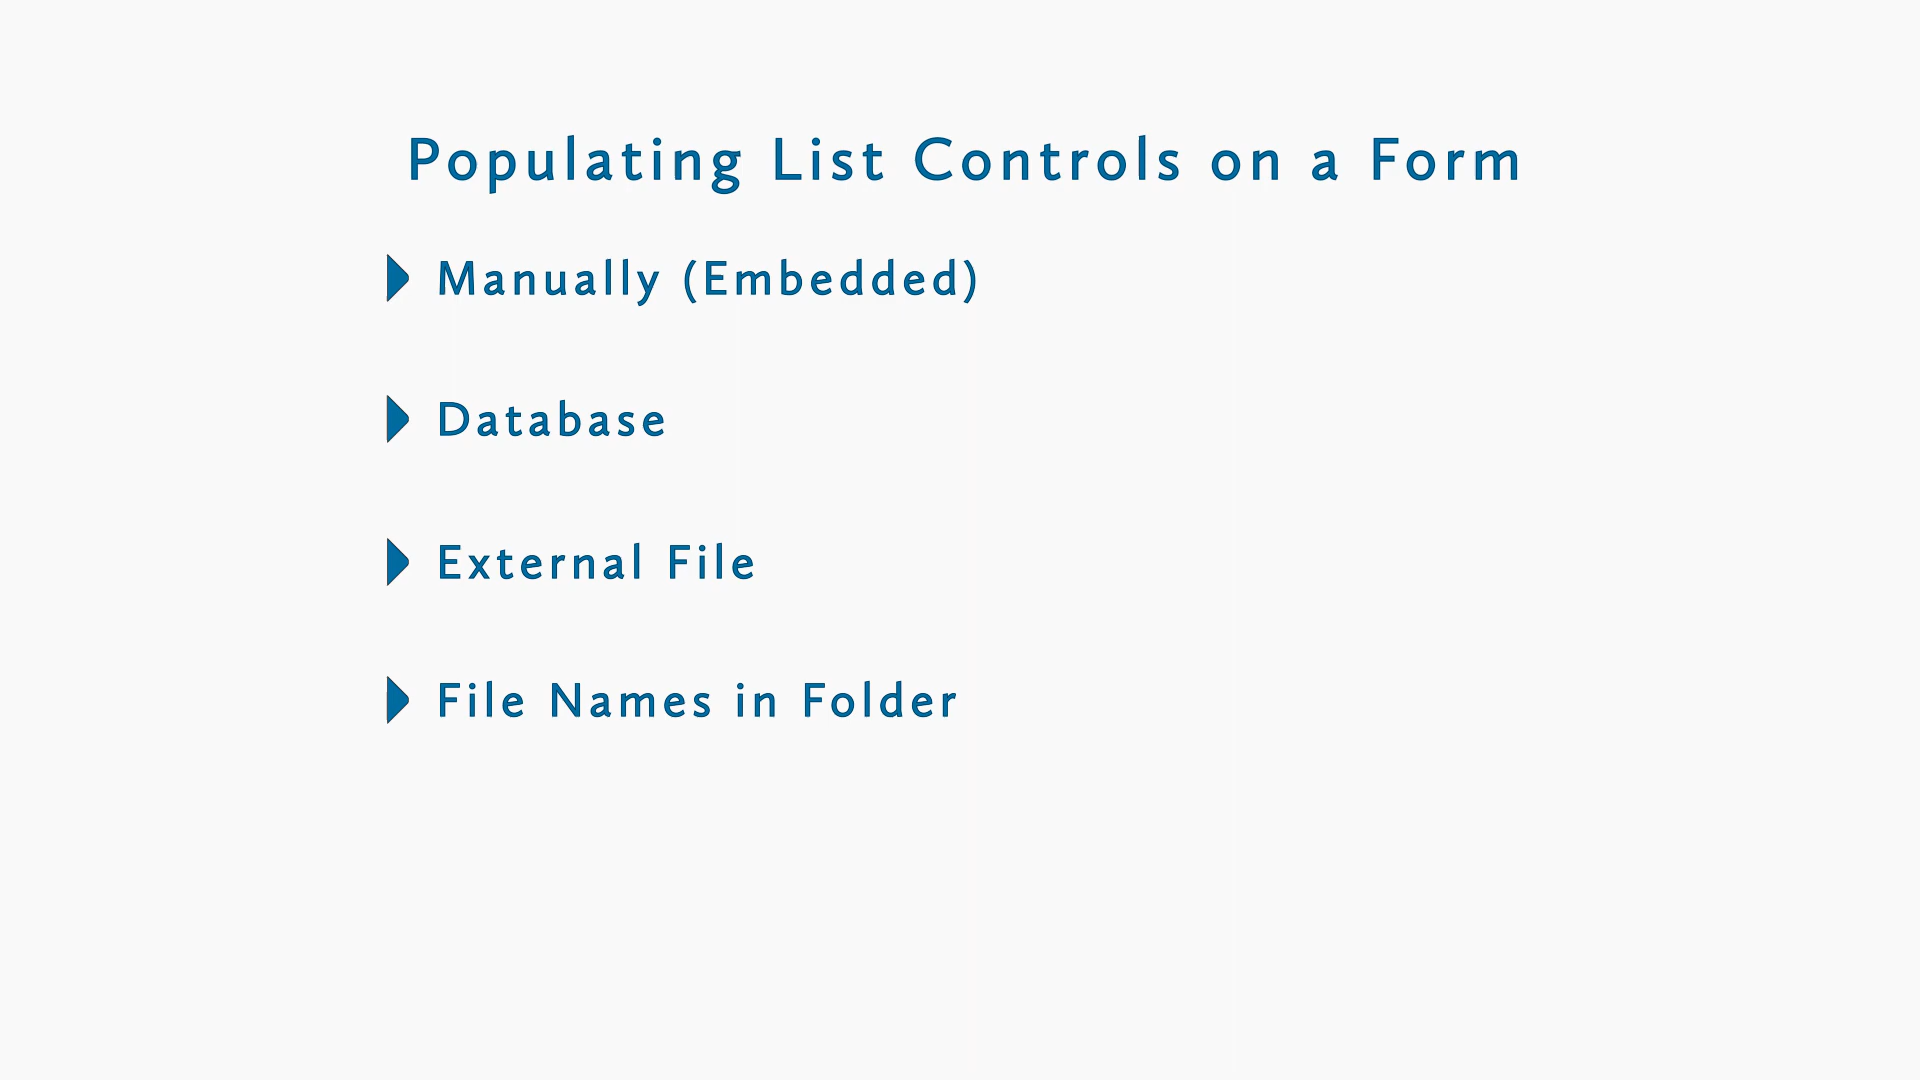 Populating List Controls on a Form
Manually (Embedded)
Database
External File
File Names in Folder